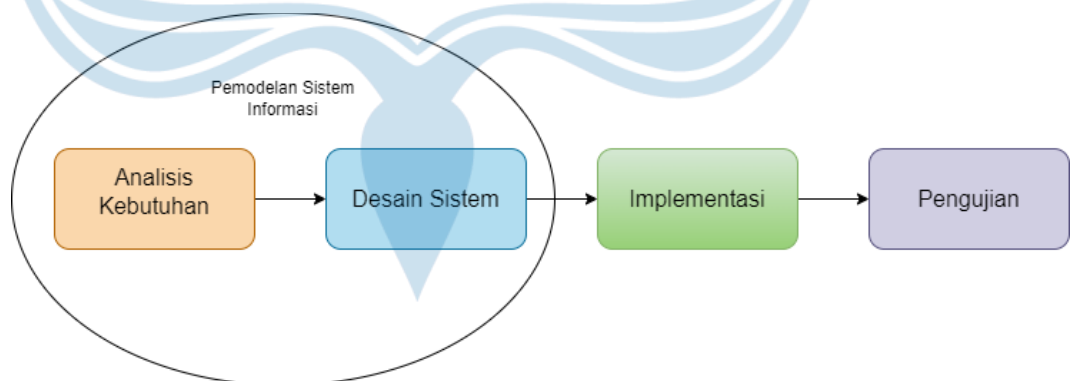 Pemodelan Sistem
Informasi
Analisis
Kebutuhan
Desain Sistem
Implementasi
Pengujian